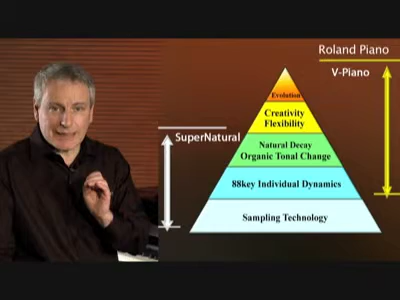 Roland Piano
V-Piano
SuperNatural
Evolution
Creativity
Flexibility
Natural Decay
Organic Tonal Change
88key Individual Dynamics
Sampling Technology